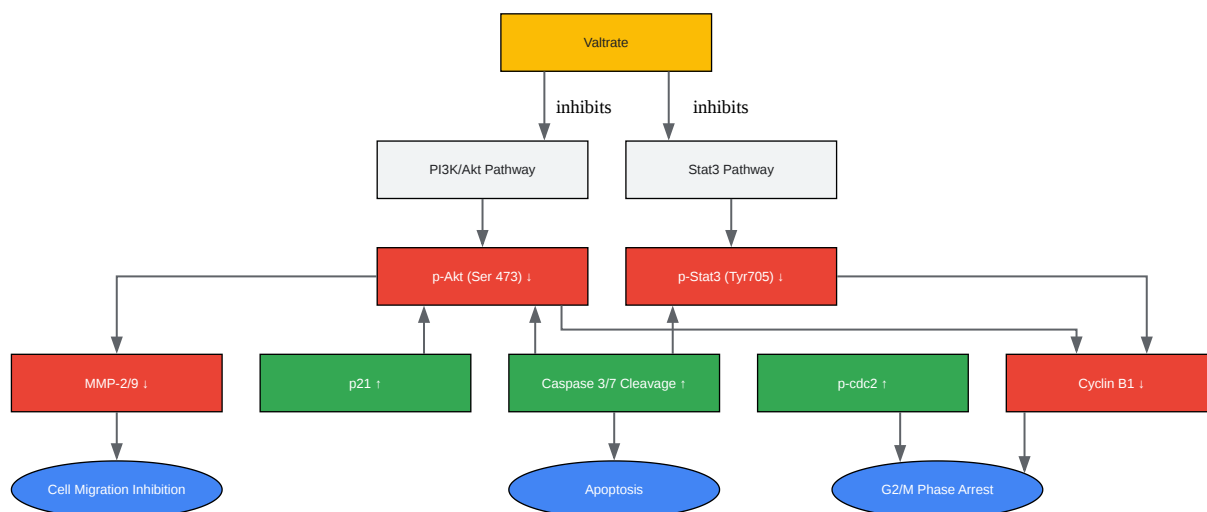 Valtrate
inhibits
inhibits
PI3K/Akt Pathway
Stat3 Pathway
p-Akt (Ser 473) ↓
p-Stat3 (Tyr705) ↓
MMP-2/9 ↓
p21 ↑
Caspase 3/7 Cleavage ↑
p-cdc2 ↑
Cyclin B1 ↓
Cell Migration Inhibition
Apoptosis
G2/M Phase Arrest